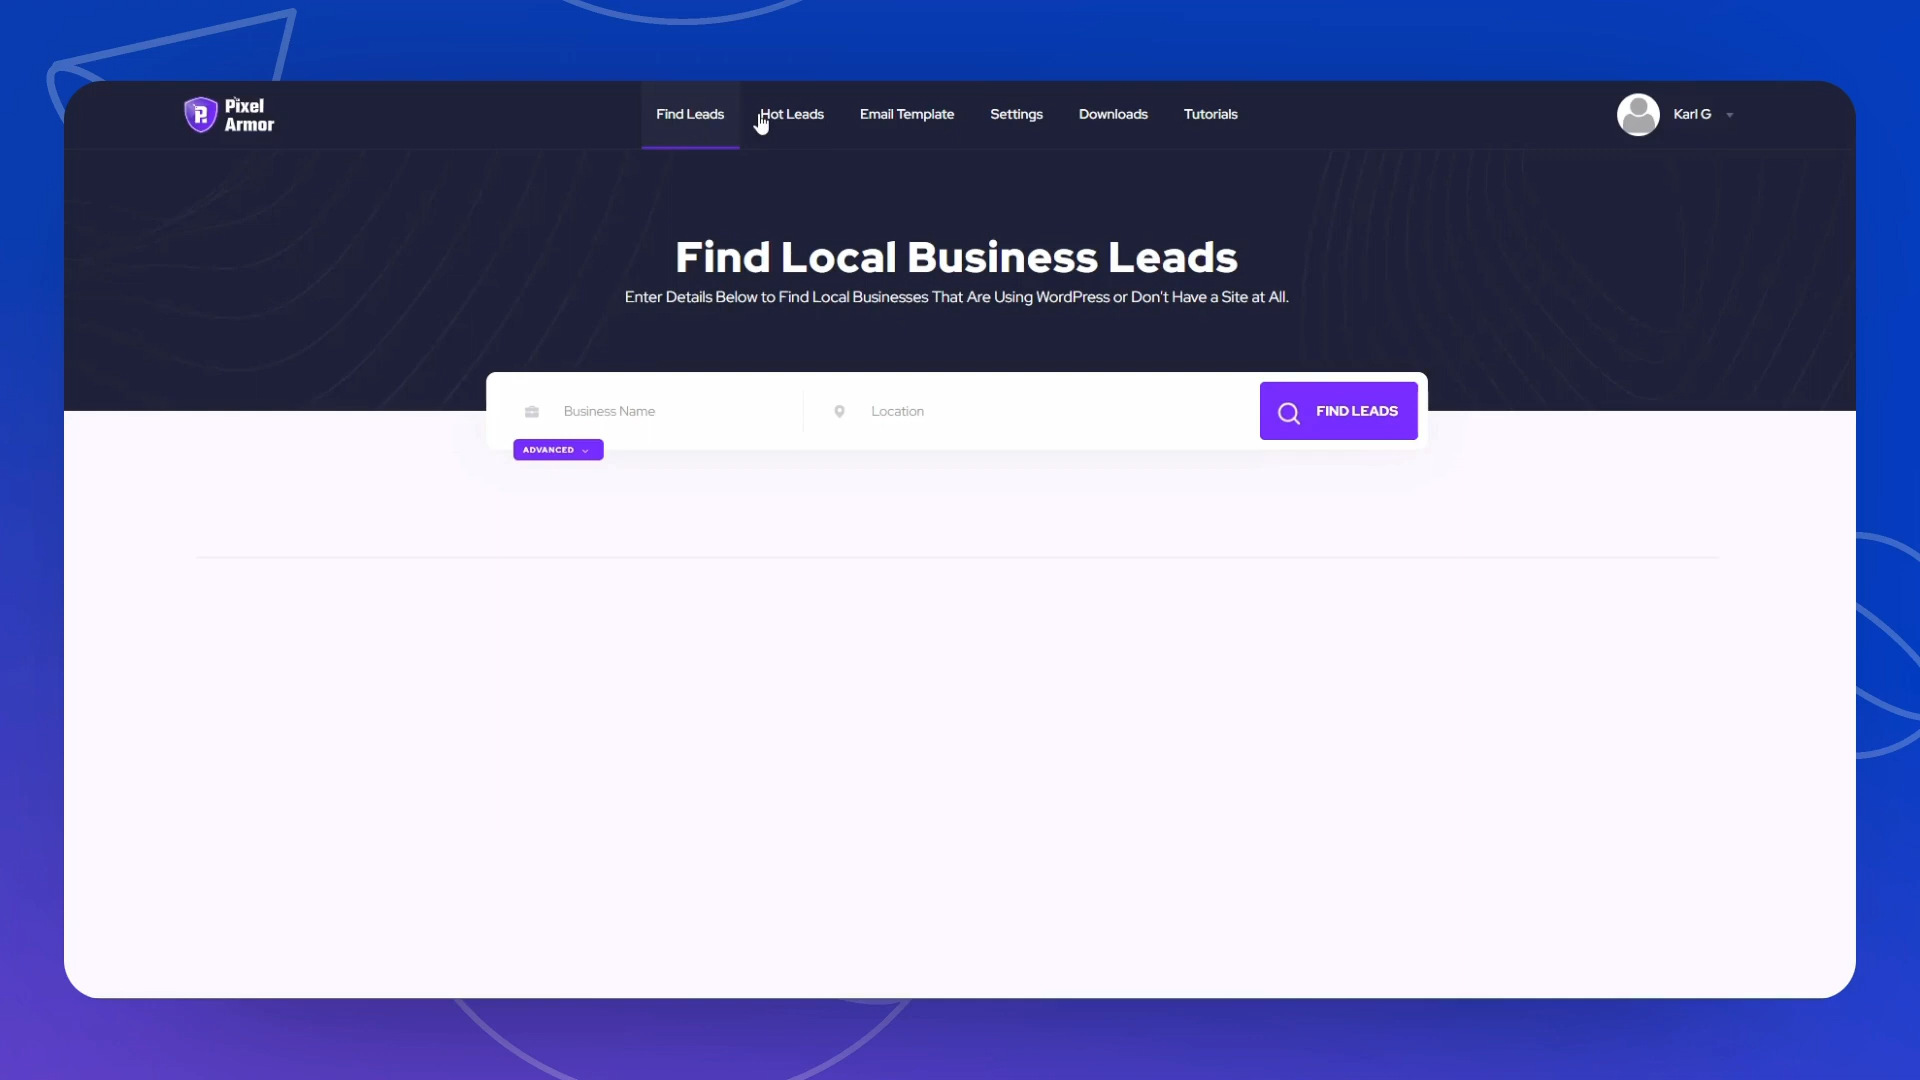 Pixel
Armor
Find Leads
Hot Leads
Email Template
Settings
Downloads
Tutorials
Karl G
Find Local Business Leads
Enter Details Below to Find Local Businesses That Are Using WordPress or Don't Have a Site at All.
Business Name
Location
FIND LEADS
ADVANCED